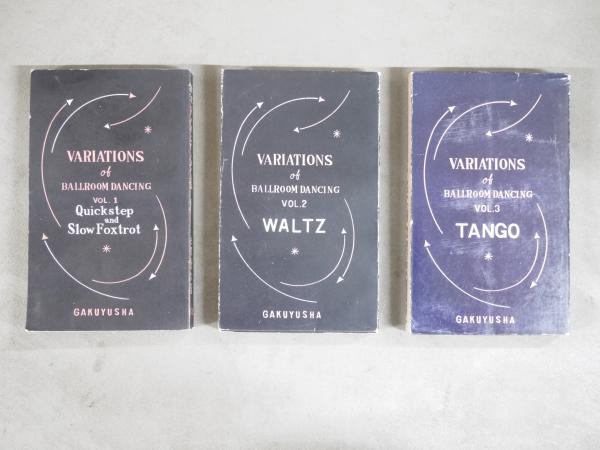 VARIATIONS
of
BALLROOM DANCING
VOL. 1
Quickstep
and
Slow Foxtrot
GAKUYUSHA
VARIATIONS
of
BALLROOM DANCING
VOL.2
WALTZ
GAKUYUSHA
VARIATIONS
of
BALLROOM DANCING
VOL.3
TANGO
GAKUYUSHA